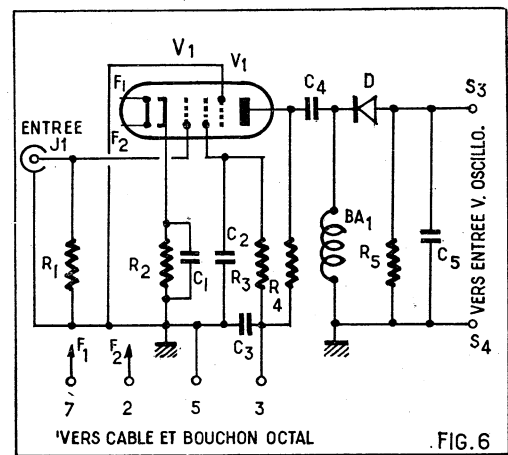 V1
V1
F1
F2
C4
D
S3
ENTREE
J1
R1
R2
C1
C2
R3
R4
BA1
R5
C5
VERS ENTREE V. OSCILLO.
C3
S4
F1
F2
7
2
5
3
'VERS CABLE ET BOUCHON OCTAL
.FIG.6